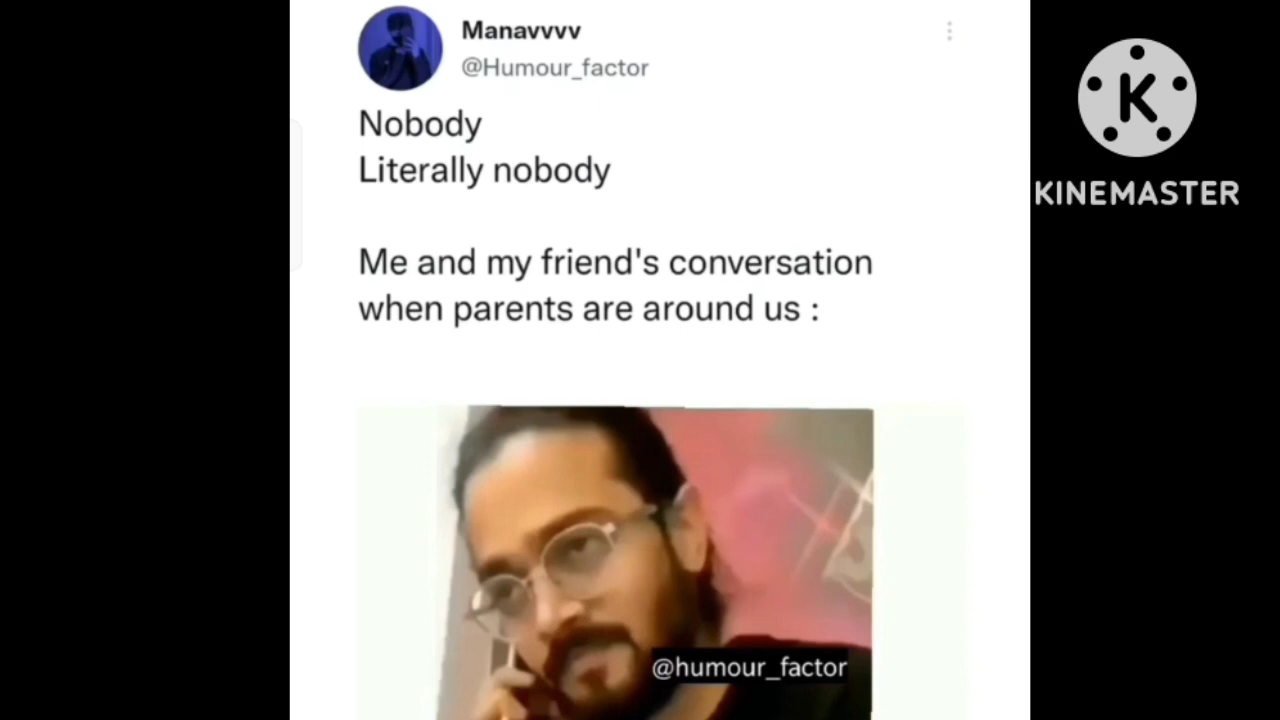 Manavvvv
@Humour_factor
Nobody
Literally nobody
Me and my friend's conversation
when parents are around us :
@humour_factor
K
KINEMASTER